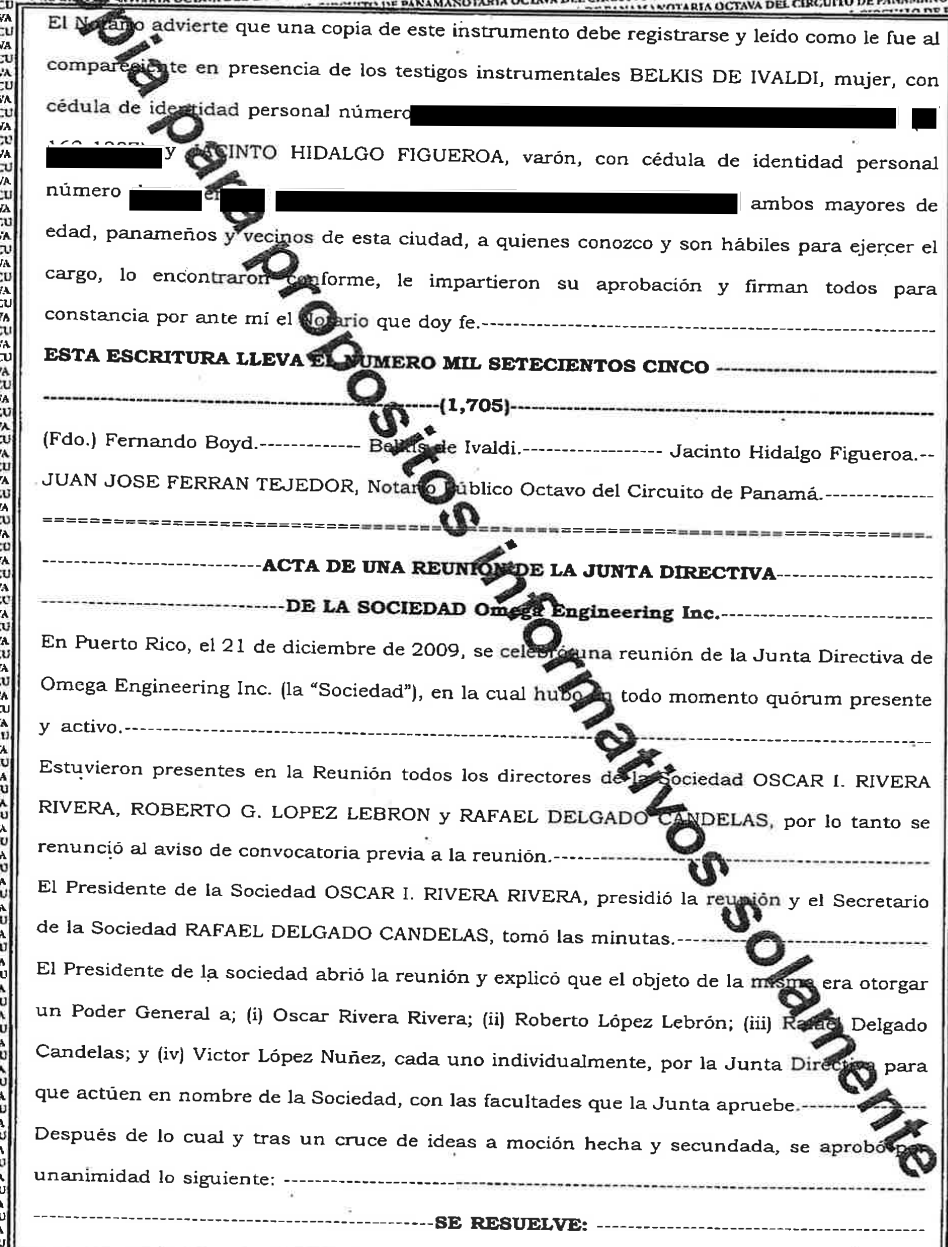 El Notario advierte que una copia de este instrumento debe registrarse y leído como le fue al
compareciente en presencia de los testigos instrumentales BELKIS DE IVALDI, mujer, con
cédula de identidad personal número
y JACINTO HIDALGO FIGUEROA, varón, con cédula de identidad personal
número ambos mayores de
edad, panameños y vecinos de esta ciudad, a quienes conozco y son hábiles para ejercer el
cargo, lo encontraron conforme, le impartieron su aprobación y firman todos para
constancia por ante mí el Notario que doy fe.------------------------------------------------
ESTA ESCRITURA LLEVA EL NUMERO MIL SETECIENTOS CINCO -----------------------
--------------------------------------------(1,705)-----------------------------------------------
(Fdo.) Fernando Boyd.------------- Belkis de Ivaldi.------------------ Jacinto Hidalgo Figueroa.--
JUAN JOSE FERRAN TEJEDOR, Notario Público Octavo del Circuito de Panamá.--------------
================================================================
------------------------ACTA DE UNA REUNIÓN DE LA JUNTA DIRECTIVA-----------------
---------------------------DE LA SOCIEDAD Omega Engineering Inc.-----------------------
En Puerto Rico, el 21 de diciembre de 2009, se celebró una reunión de la Junta Directiva de
Omega Engineering Inc. (la “Sociedad”), en la cual hubo en todo momento quórum presente
y activo.----------------------------------------------------------------------------------------
Estuvieron presentes en la Reunión todos los directores de la Sociedad OSCAR I. RIVERA
RIVERA, ROBERTO G. LOPEZ LEBRON y RAFAEL DELGADO CANDELAS, por lo tanto se
renunció al aviso de convocatoria previa a la reunión.------------------------------------------
El Presidente de la Sociedad OSCAR I. RIVERA RIVERA, presidió la reunión y el Secretario
de la Sociedad RAFAEL DELGADO CANDELAS, tomó las minutas.----------------------------
El Presidente de la sociedad abrió la reunión y explicó que el objeto de la misma era otorgar
un Poder General a; (i) Oscar Rivera Rivera; (ii) Roberto López Lebrón; (iii) Rafael Delgado
Candelas; y (iv) Victor López Nuñez, cada uno individualmente, por la Junta Directiva para
que actúen en nombre de la Sociedad, con las facultades que la Junta apruebe.--------------
Después de lo cual y tras un cruce de ideas a moción hecha y secundada, se aprobó por
unanimidad lo siguiente: ----------------------------------------------------------------------
-------------------------------------------SE RESUELVE: ------------------------------------
para propositos informativos solamente